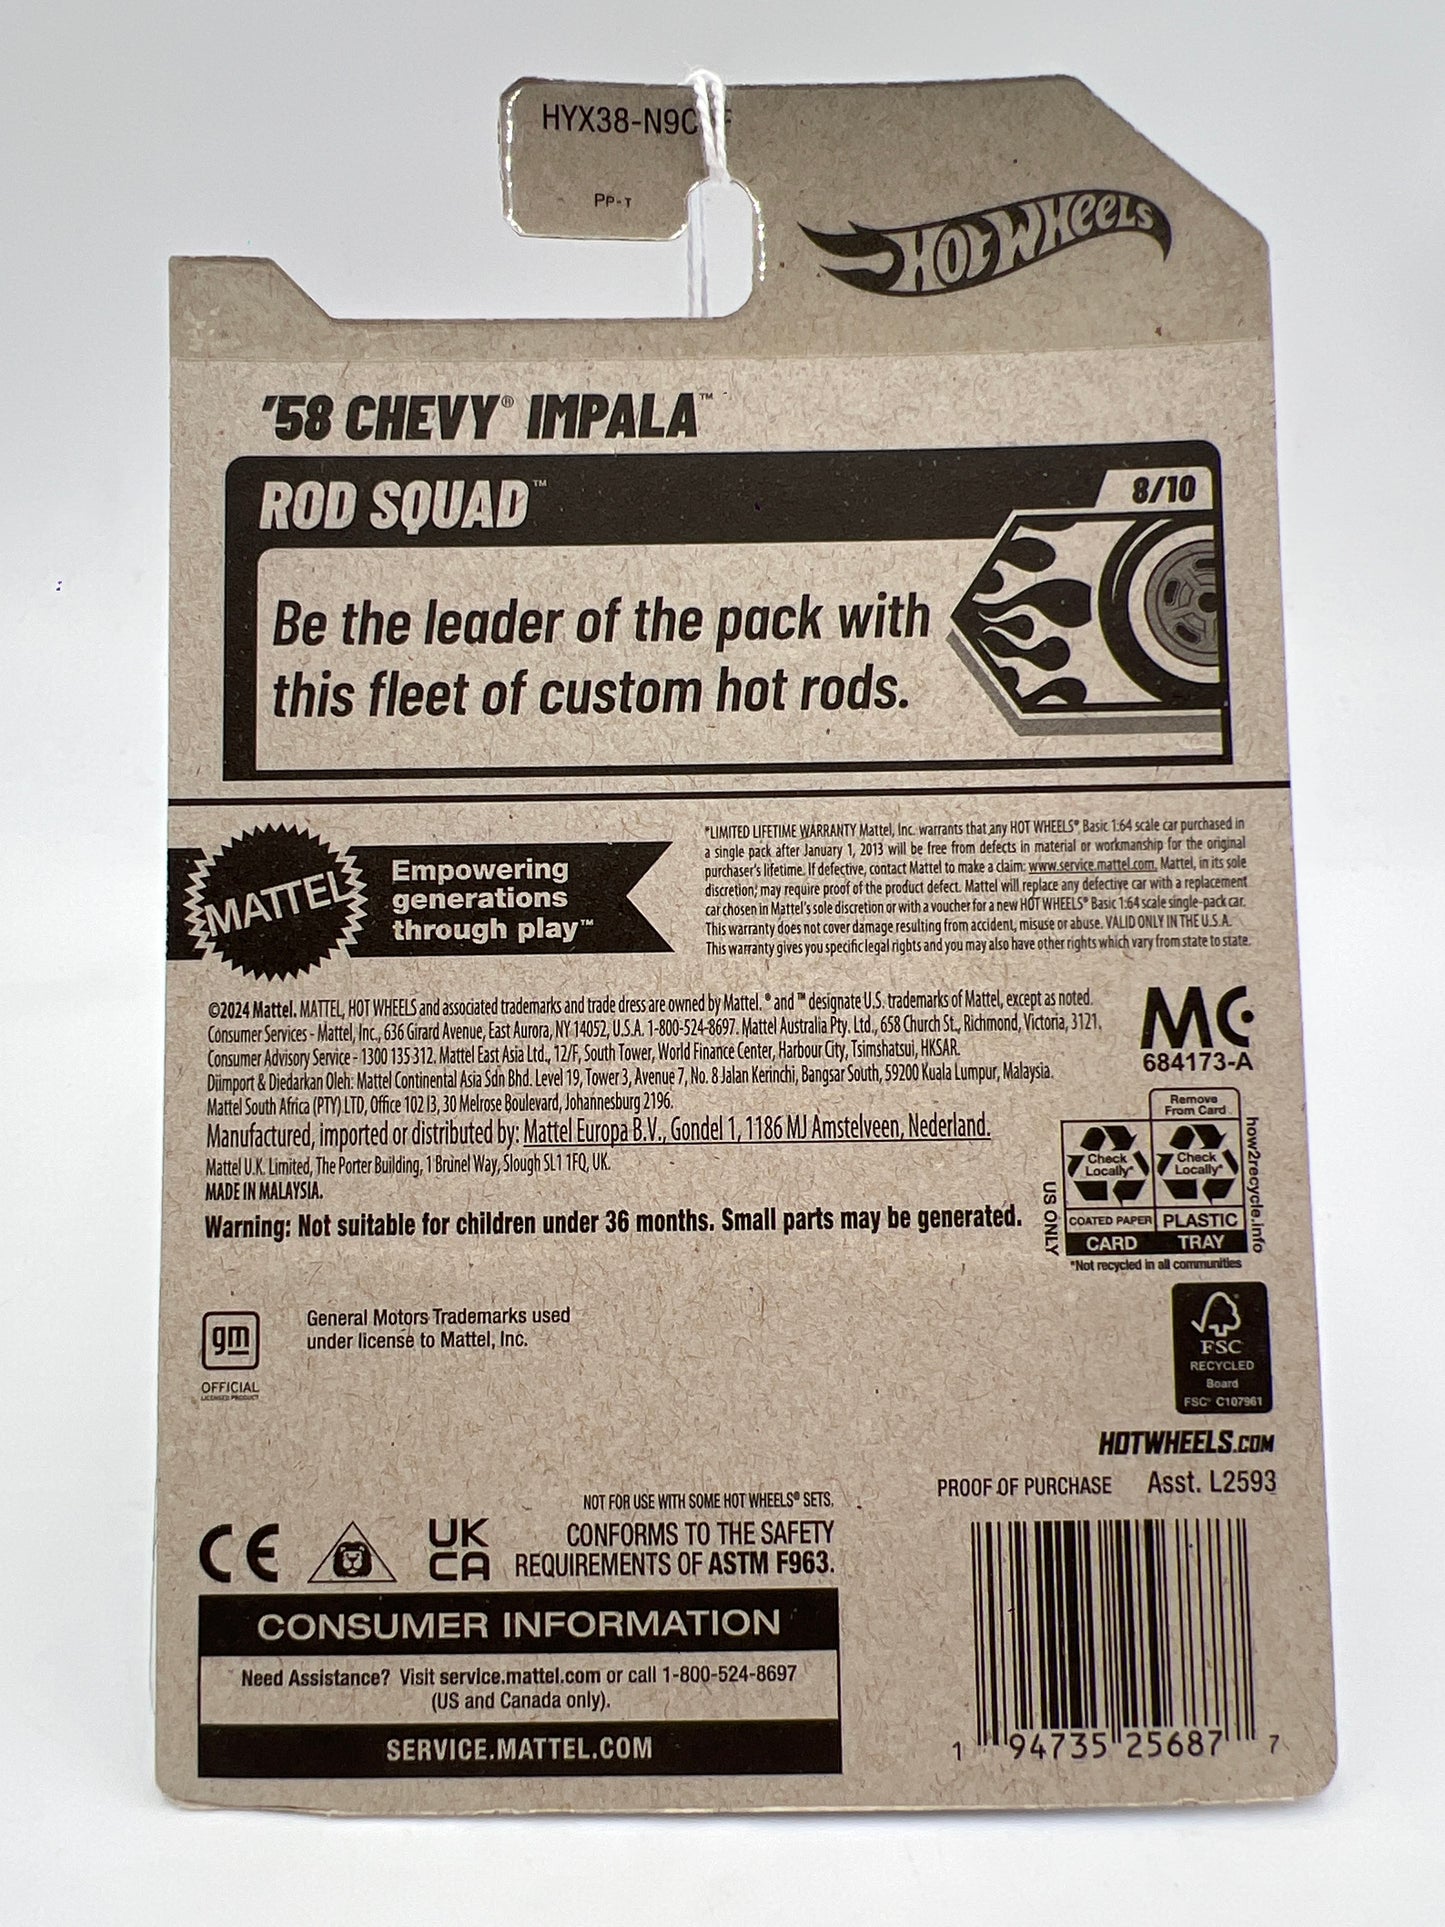 HYX38-N9C
PP-T
HOT WHEELS
'58 CHEVY® IMPALA™
ROD SQUAD™
8/10
Be the leader of the pack with
this fleet of custom hot rods.
MATTEL
Empowering
generations
through play™
*LIMITED LIFETIME WARRANTY Mattel, Inc. warrants that any HOT WHEELS® Basic 1:64 scale car purchased in
a single pack after January 1, 2013 will be free from defects in material or workmanship for the original
purchaser's lifetime. If defective, contact Mattel to make a claim: www.service.mattel.com. Mattel, in its sole
discretion, may require proof of the product defect. Mattel will replace any defective car with a replacement
car chosen in Mattel's sole discretion or with a voucher for a new HOT WHEELS® Basic 1:64 scale single-pack car.
This warranty does not cover damage resulting from accident, misuse or abuse. VALID ONLY IN THE U.S.A.
This warranty gives you specific legal rights and you may also have other rights which vary from state to state.
©2024 Mattel. MATTEL, HOT WHEELS and associated trademarks and trade dress are owned by Mattel. ® and ™ designate U.S. trademarks of Mattel, except as noted.
Consumer Services - Mattel, Inc., 636 Girard Avenue, East Aurora, NY 14052, U.S.A. 1-800-524-8697. Mattel Australia Pty. Ltd., 658 Church St., Richmond, Victoria, 3121.
Consumer Advisory Service - 1300 135 312. Mattel East Asia Ltd., 12/F, South Tower, World Finance Center, Harbour City, Tsimshatsui, HKSAR.
Diimport & Diedarkan Oleh: Mattel Continental Asia Sdn Bhd. Level 19, Tower 3, Avenue 7, No. 8 Jalan Kerinchi, Bangsar South, 59200 Kuala Lumpur, Malaysia.
Mattel South Africa (PTY) LTD, Office 102 I3, 30 Melrose Boulevard, Johannesburg 2196.
Manufactured, imported or distributed by: Mattel Europa B.V., Gondel 1, 1186 MJ Amstelveen, Nederland.
Mattel U.K. Limited, The Porter Building, 1 Brunel Way, Slough SL1 1FQ, UK.
MADE IN MALAYSIA.
Warning: Not suitable for children under 36 months. Small parts may be generated.
MC
684173-A
Remove
From Card
Check
Locally*
Check
Locally*
COATED PAPER
PLASTIC
CARD
TRAY
US ONLY
how2recycle.info
*Not recycled in all communities
gm
OFFICIAL
LICENSED PRODUCT
General Motors Trademarks used
under license to Mattel, Inc.
FSC
RECYCLED
Board
FSC® C107961
HOTWHEELS.COM
PROOF OF PURCHASE Asst. L2593
NOT FOR USE WITH SOME HOT WHEELS® SETS.
CE
UK
CA
CONFORMS TO THE SAFETY
REQUIREMENTS OF ASTM F963.
CONSUMER INFORMATION
Need Assistance? Visit service.mattel.com or call 1-800-524-8697
(US and Canada only).
SERVICE.MATTEL.COM
1 94735 25687 7